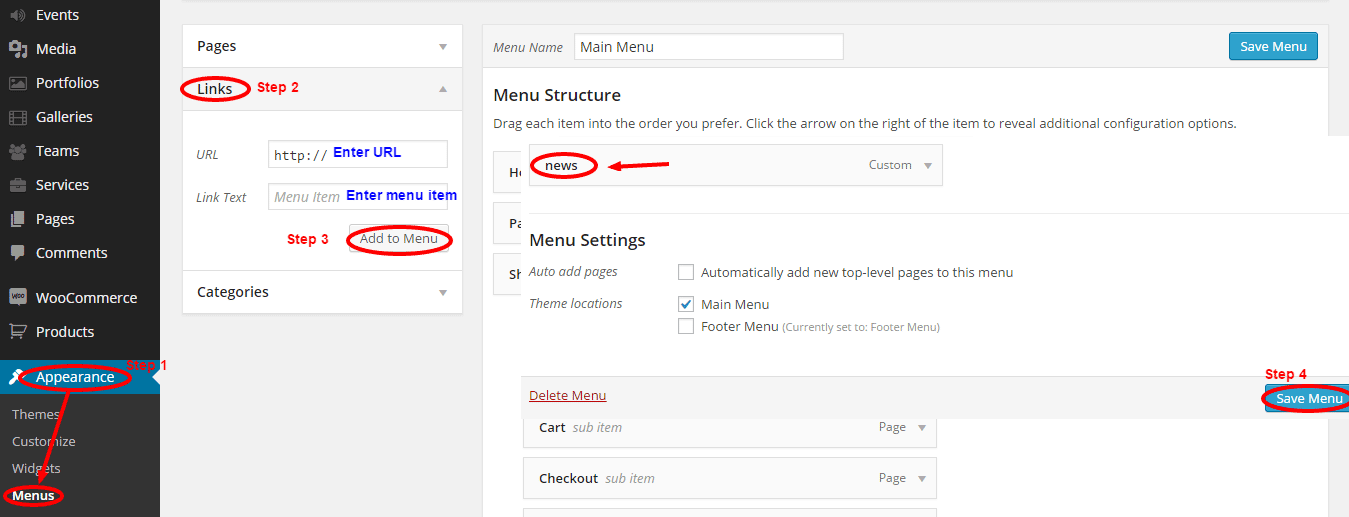 Events
Media
Portfolios
Galleries
Teams
Services
Pages
Comments
WooCommerce
Products
Step 1
Appearance
Themes
Customize
Widgets
Menus
Pages
Links
Step 2
URL
http://
Enter URL
Link Text
Menu Item
Enter menu item
Step 3
Add to Menu
Categories
Menu Name
Main Menu
Save Menu
Menu Structure
Drag each item into the order you prefer. Click the arrow on the right of the item to reveal additional configuration options.
Ho
Pa
Sh
news
Custom
Menu Settings
Auto add pages
Automatically add new top-level pages to this menu
Theme locations
Main Menu
Footer Menu (Currently set to: Footer Menu)
Step 4
Delete Menu
Save Menu
Cart sub item
Page
Checkout sub item
Page